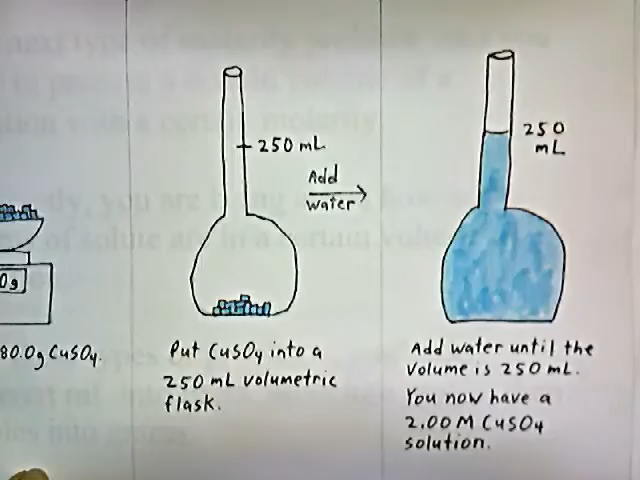 0g
80.0g CuSO₄.
250 mL
Put CuSO₄ into a
250 mL volumetric
flask.
Add
water
250
mL
Add water until the
volume is 250 mL.
You now have a
2.00 M CuSO₄
solution.